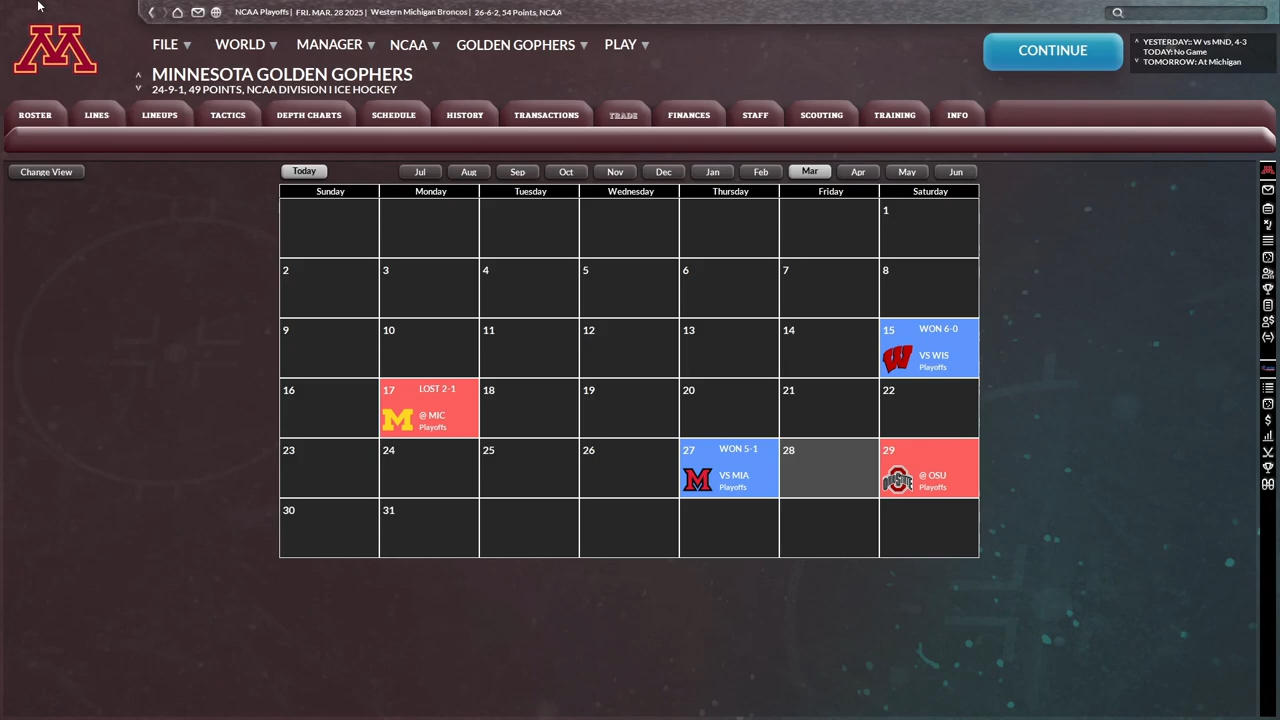 NCAA Playoffs | FRI. MAR. 28 2025 | Western Michigan Broncos | 26-6-2, 54 Points, NCAA
FILE WORLD MANAGER NCAA GOLDEN GOPHERS PLAY
CONTINUE
YESTERDAY:: W vs MND, 4-3
TODAY: No Game
TOMORROW: At Michigan
MINNESOTA GOLDEN GOPHERS
24-9-1, 49 POINTS, NCAA DIVISION I ICE HOCKEY
ROSTER LINES LINEUPS TACTICS DEPTH CHARTS SCHEDULE HISTORY TRANSACTIONS TRADE FINANCES STAFF SCOUTING TRAINING INFO
Change View Today Jul Aug Sep Oct Nov Dec Jan Feb Mar Apr May Jun
Sunday Monday Tuesday Wednesday Thursday Friday Saturday
1
2 3 4 5 6 7 8
9 10 11 12 13 14 15 WON 6-0
VS WIS
Playoffs
16 17 LOST 2-1 18 19 20 21 22
@ MIC
Playoffs
23 24 25 26 27 WON 5-1 28 29
VS MIA @ OSU
Playoffs Playoffs
30 31